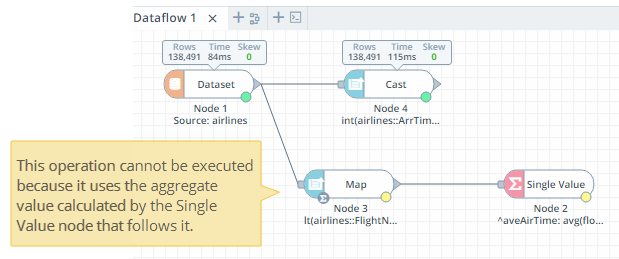 Dataflow 1
Rows Time Skew
138,491 84ms 0
Rows Time Skew
138,491 115ms 0
Dataset
Cast
Node 1
Source: airlines
Node 4
int(airlines::ArrTim...
This operation cannot be executed
because it uses the aggregate
value calculated by the Single
Value node that follows it.
Map
Single Value
Node 3
lt(airlines::FlightN...
Node 2
^aveAirTime: avg(flo...